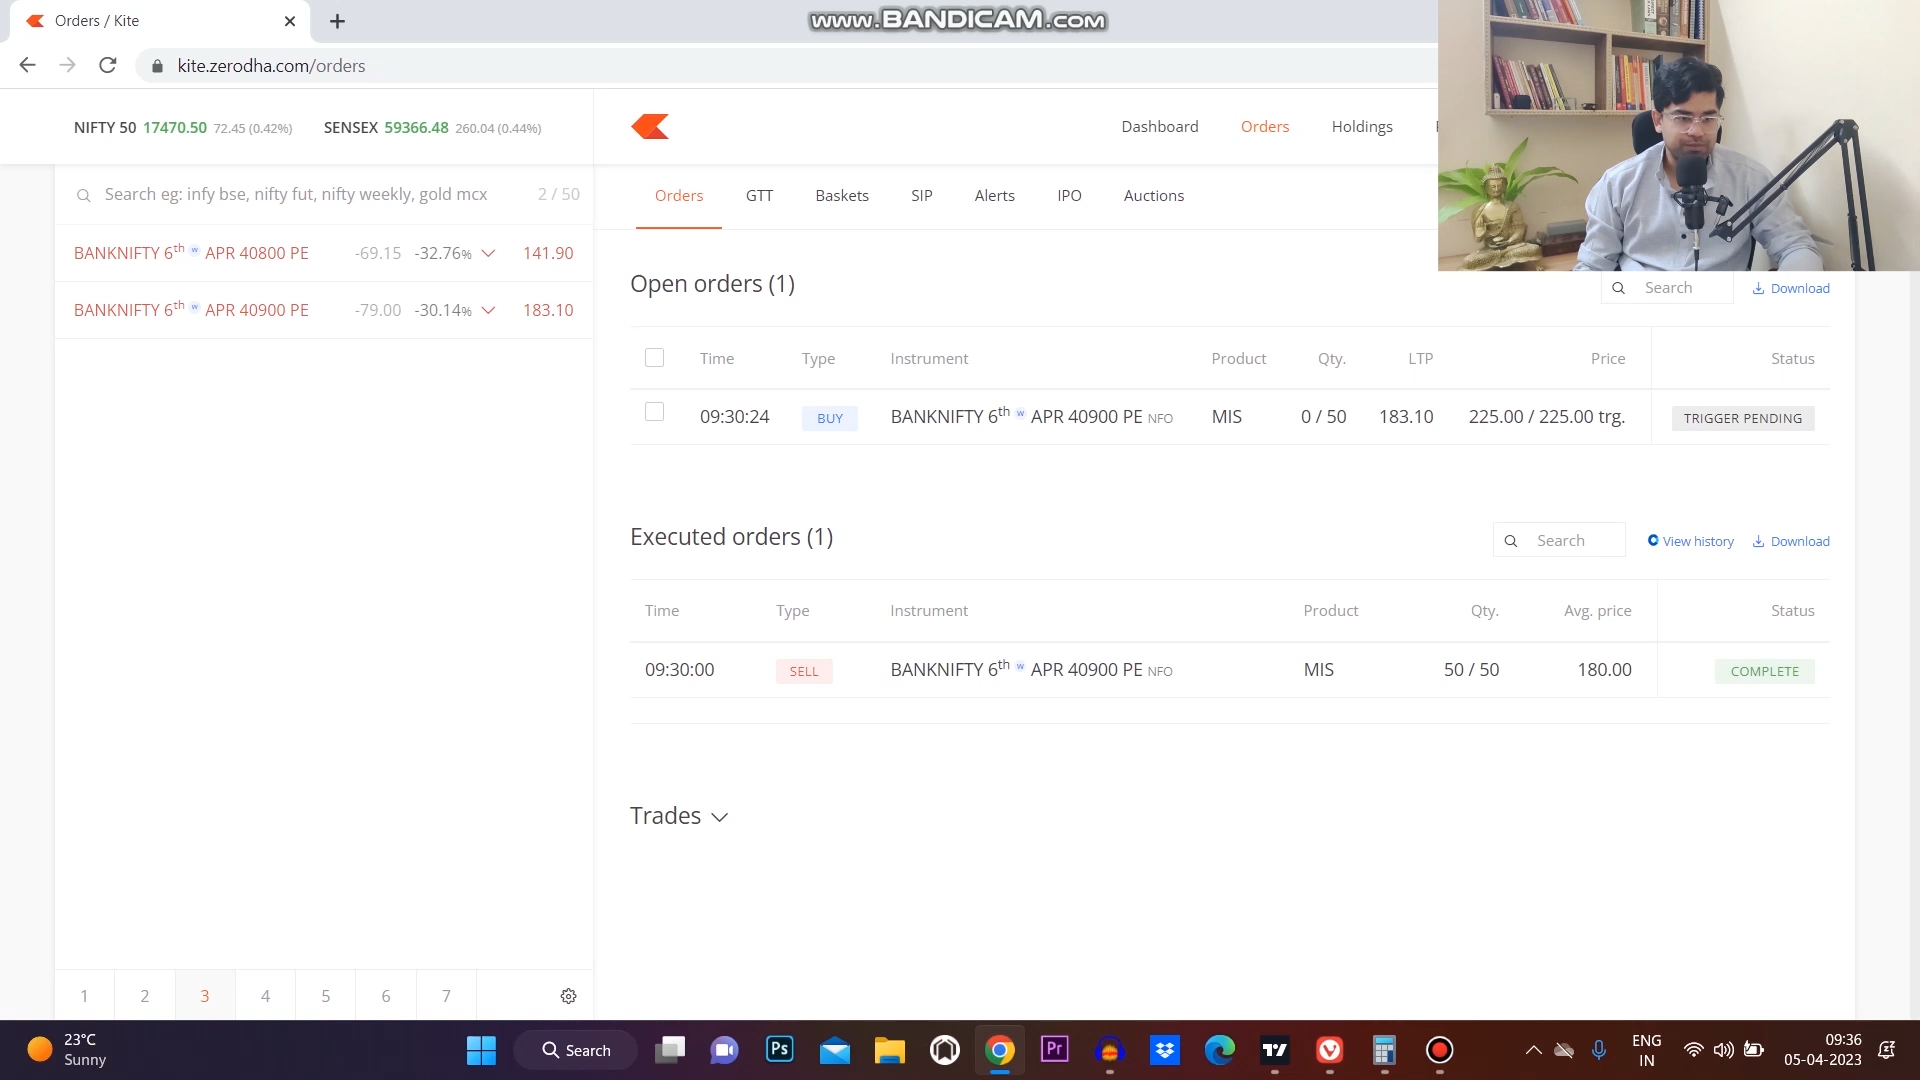 Orders / Kite
www.BANDICAM.com
kite.zerodha.com/orders
NIFTY 50 17470.50 72.45 (0.42%) SENSEX 59366.48 260.04 (0.44%)
Dashboard Orders Holdings
Search eg: infy bse, nifty fut, nifty weekly, gold mcx 2 / 50
Orders GTT Baskets SIP Alerts IPO Auctions
BANKNIFTY 6th w APR 40800 PE -69.15 -32.76% 141.90
BANKNIFTY 6th w APR 40900 PE -79.00 -30.14% 183.10
Open orders (1) Search Download
Time Type Instrument Product Qty. LTP Price Status
09:30:24 BUY BANKNIFTY 6th w APR 40900 PE NFO MIS 0 / 50 183.10 225.00 / 225.00 trg. TRIGGER PENDING
Executed orders (1) Search View history Download
Time Type Instrument Product Qty. Avg. price Status
09:30:00 SELL BANKNIFTY 6th w APR 40900 PE NFO MIS 50 / 50 180.00 COMPLETE
Trades
1 2 3 4 5 6 7
23°C
Sunny
Search
Ps
Pr
ENG
IN
09:36
05-04-2023